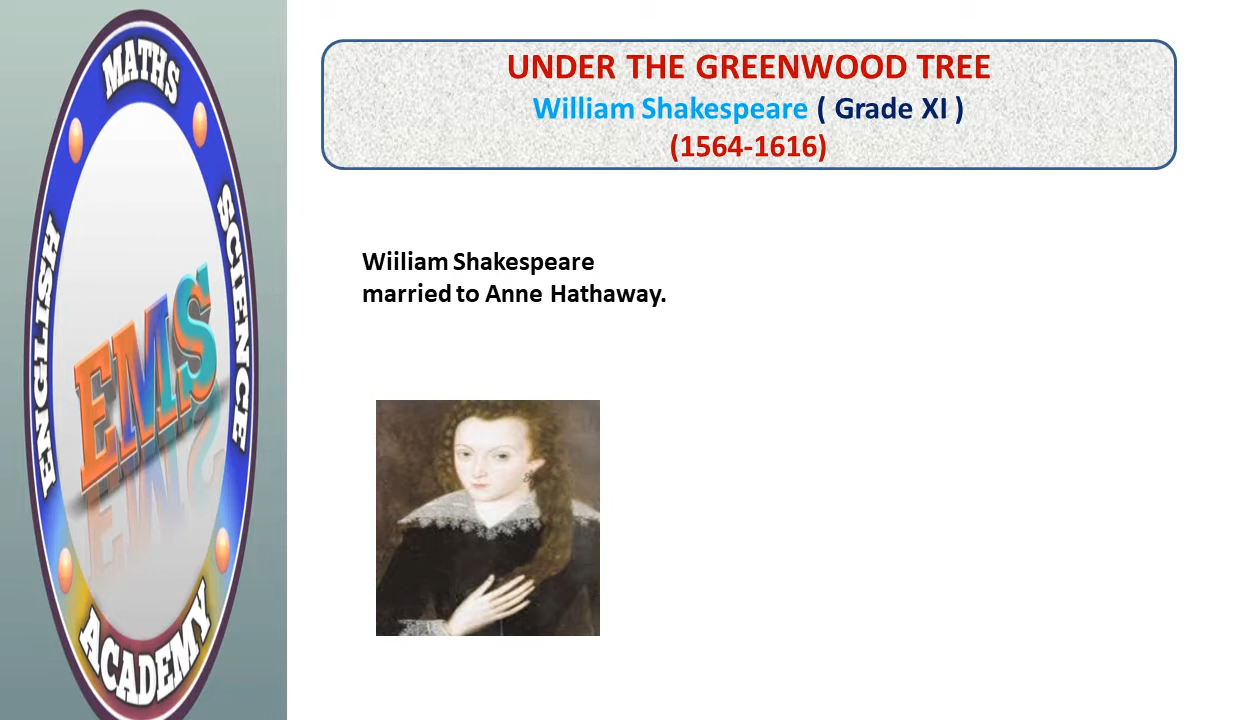 MATHS
SCIENCE
ENGLISH
EMS
ACADEMY
UNDER THE GREENWOOD TREE
William Shakespeare ( Grade XI )
(1564-1616)
Wiiliam Shakespeare
married to Anne Hathaway.